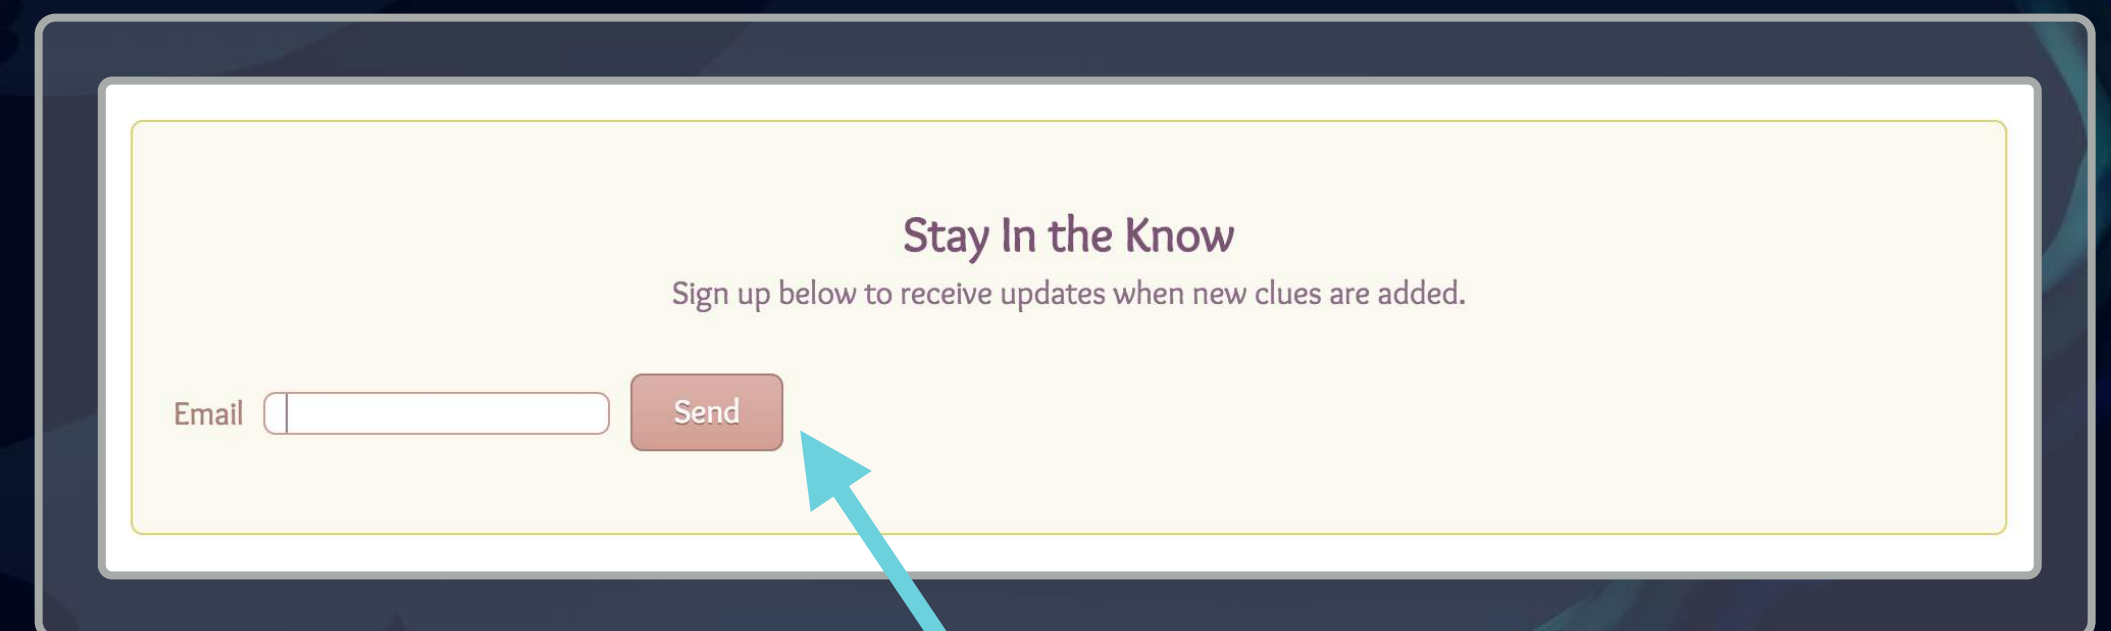 Stay In the Know
Sign up below to receive updates when new clues are added.
Email Send